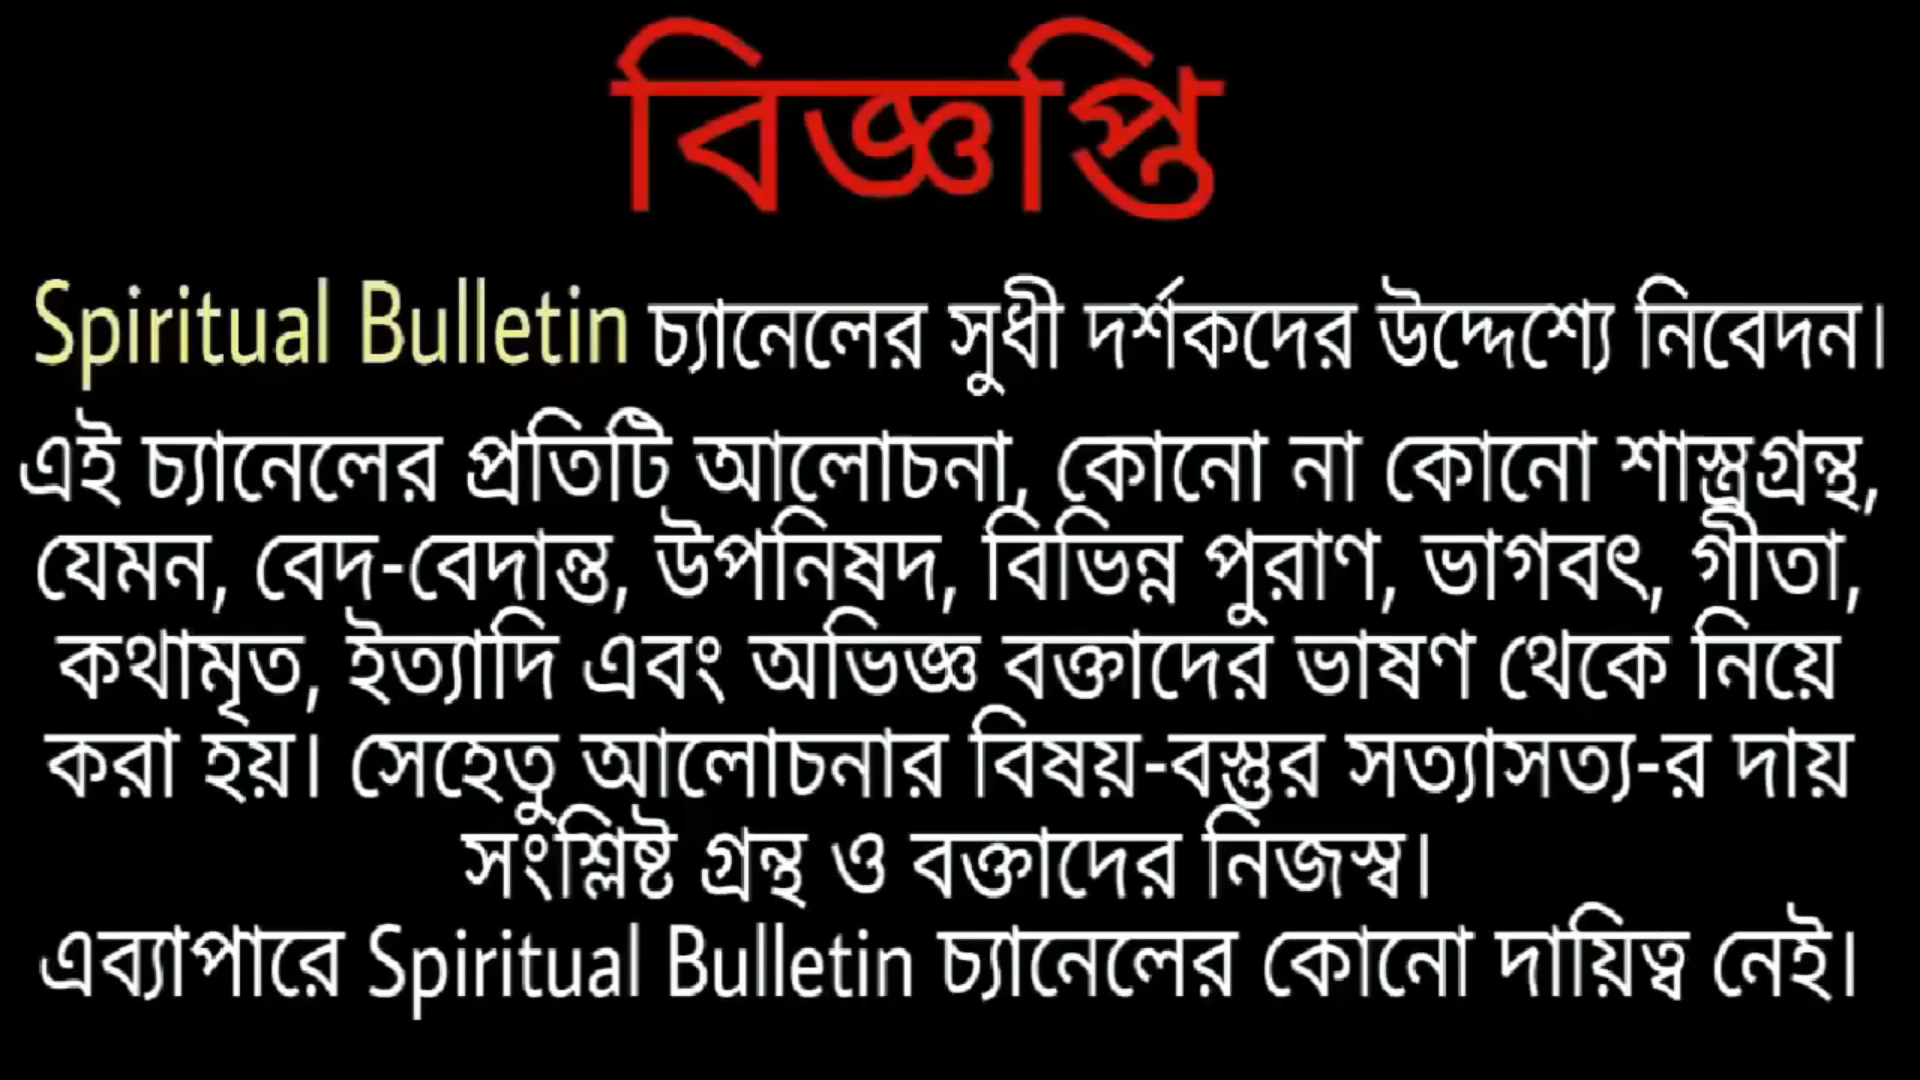 বিজ্ঞপ্তি
Spiritual Bulletin চ্যানেলের সুধী দর্শকদের উদ্দেশ্যে নিবেদন।
এই চ্যানেলের প্রতিটি আলোচনা, কোনো না কোনো শাস্ত্রগ্রন্থ,
যেমন, বেদ-বেদান্ত, উপনিষদ, বিভিন্ন পুরাণ, ভাগবৎ, গীতা,
কথামৃত, ইত্যাদি এবং অভিজ্ঞ বক্তাদের ভাষণ থেকে নিয়ে
করা হয়। সেহেতু আলোচনার বিষয়-বস্তুর সত্যাসত্য-র দায়
সংশ্লিষ্ট গ্রন্থ ও বক্তাদের নিজস্ব।
এব্যাপারে Spiritual Bulletin চ্যানেলের কোনো দায়িত্ব নেই।